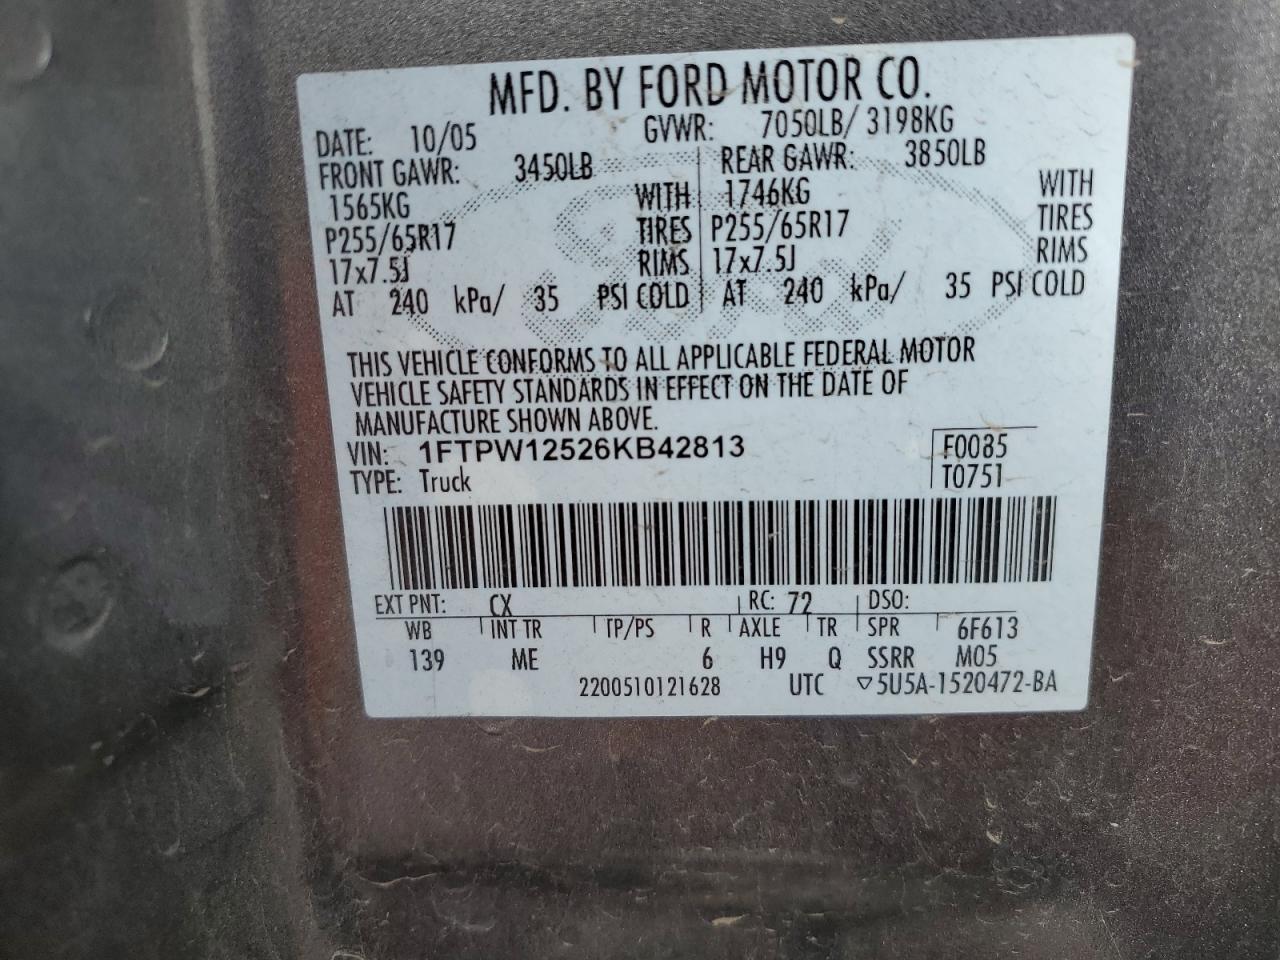 MFD. BY FORD MOTOR CO.
DATE: 10/05 GVWR: 7050LB/ 3198KG
FRONT GAWR: 3450LB REAR GAWR: 3850LB
1565KG WITH 1746KG WITH
P255/65R17 TIRES P255/65R17 TIRES
17x7.5J RIMS 17x7.5J RIMS
AT 240 kPa/ 35 PSI COLD AT 240 kPa/ 35 PSI COLD
THIS VEHICLE CONFORMS TO ALL APPLICABLE FEDERAL MOTOR
VEHICLE SAFETY STANDARDS IN EFFECT ON THE DATE OF
MANUFACTURE SHOWN ABOVE.
VIN: 1FTPW12526KB42813 F0085
TYPE: Truck T0751
EXT PNT: CX RC: 72 DSO:
WB INT TR TP/PS R AXLE TR SPR 6F613
139 ME 6 H9 Q SSRR M05
2200510121628 UTC ▽5U5A-1520472-BA